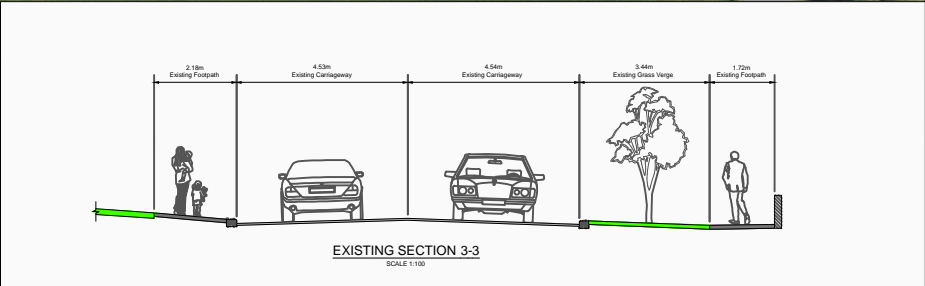 2.18m
Existing Footpath
4.53m
Existing Carriageway
4.54m
Existing Carriageway
3.44m
Existing Grass Verge
1.72m
Existing Footpath
EXISTING SECTION 3-3
SCALE 1:100